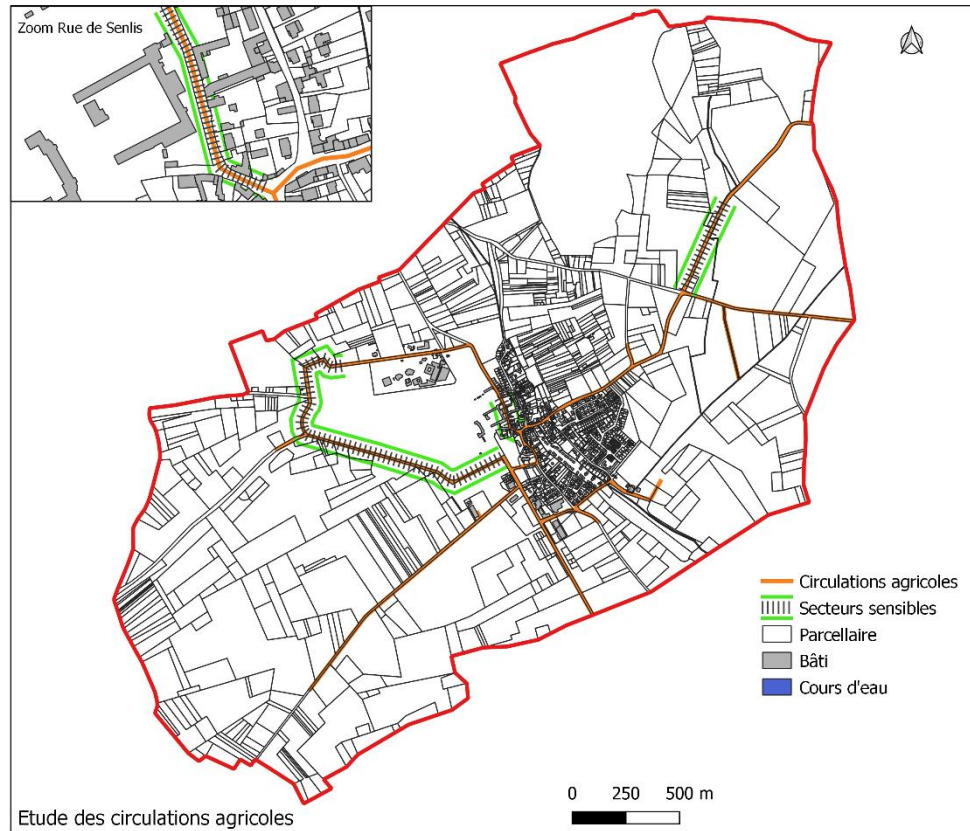 Zoom Rue de Senlis
Circulations agricoles
Secteurs sensibles
Parcellaire
Bâti
Cours d'eau
0 250 500 m
Etude des circulations agricoles